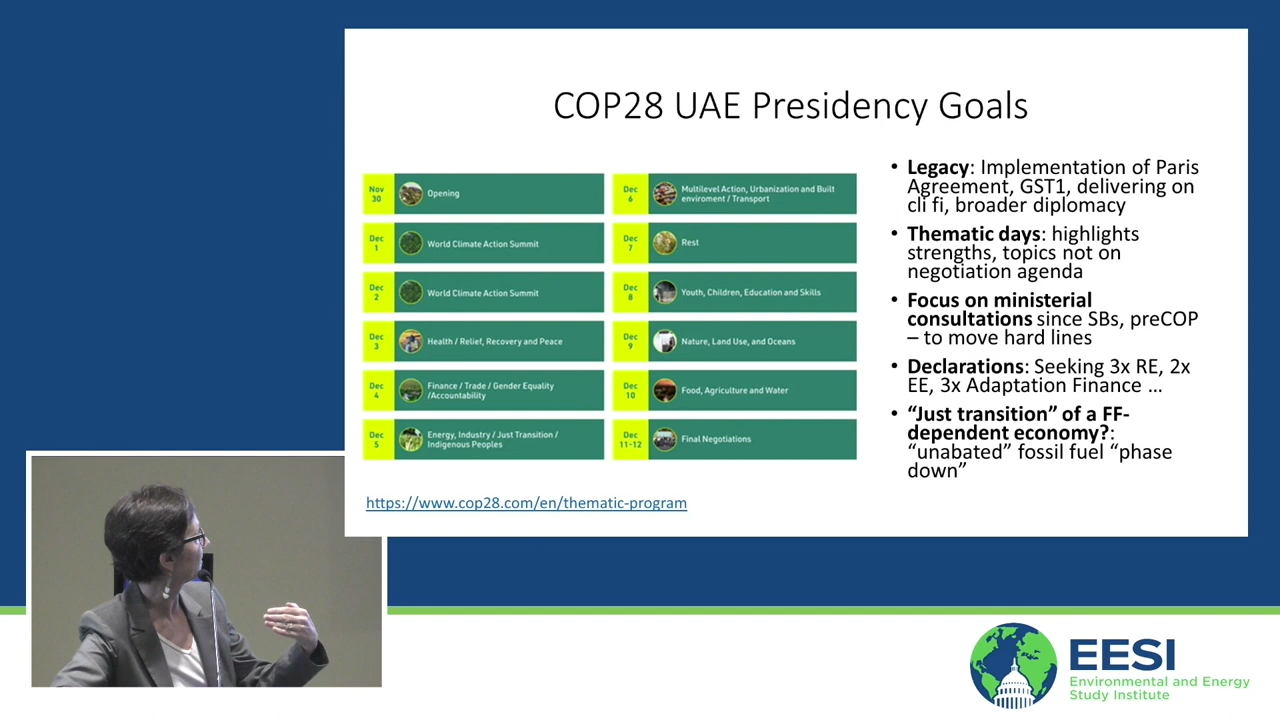 COP28 UAE Presidency Goals
Nov
30
Opening
Dec
1
World Climate Action Summit
Dec
2
World Climate Action Summit
Dec
3
Health / Relief, Recovery and Peace
Dec
4
Finance / Trade / Gender Equality
/Accountability
Dec
5
Energy, Industry / Just Transition /
Indigenous Peoples
Dec
6
Multilevel Action, Urbanization and Built
enviroment / Transport
Dec
7
Rest
Dec
8
Youth, Children, Education and Skills
Dec
9
Nature, Land Use, and Oceans
Dec
10
Food, Agriculture and Water
Dec
11-12
Final Negotiations
https://www.cop28.com/en/thematic-program
• Legacy: Implementation of Paris
Agreement, GST1, delivering on
cli fi, broader diplomacy
• Thematic days: highlights
strengths, topics not on
negotiation agenda
• Focus on ministerial
consultations since SBs, preCOP
– to move hard lines
• Declarations: Seeking 3x RE, 2x
EE, 3x Adaptation Finance ...
• “Just transition” of a FF-
dependent economy?:
“unabated” fossil fuel “phase
down”
EESI
Environmental and Energy
Study Institute